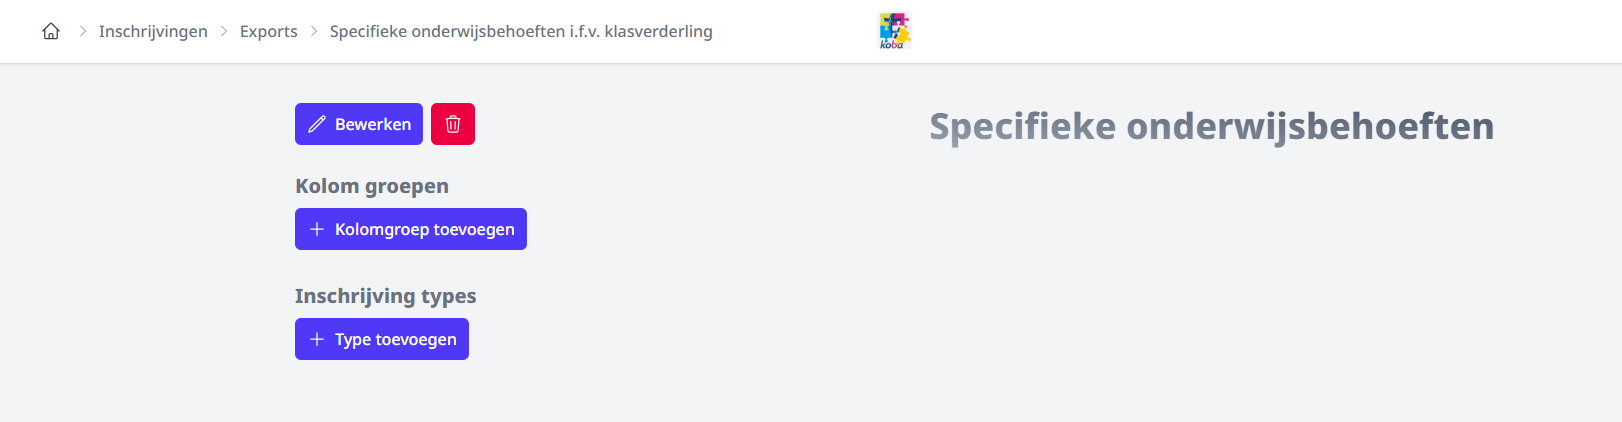 Inschrijvingen
Exports
Specifieke onderwijsbehoeften i.f.v. klasverderling
koba
Bewerken
Specifieke onderwijsbehoeften
Kolom groepen
Kolomgroep toevoegen
Inschrijving types
Type toevoegen